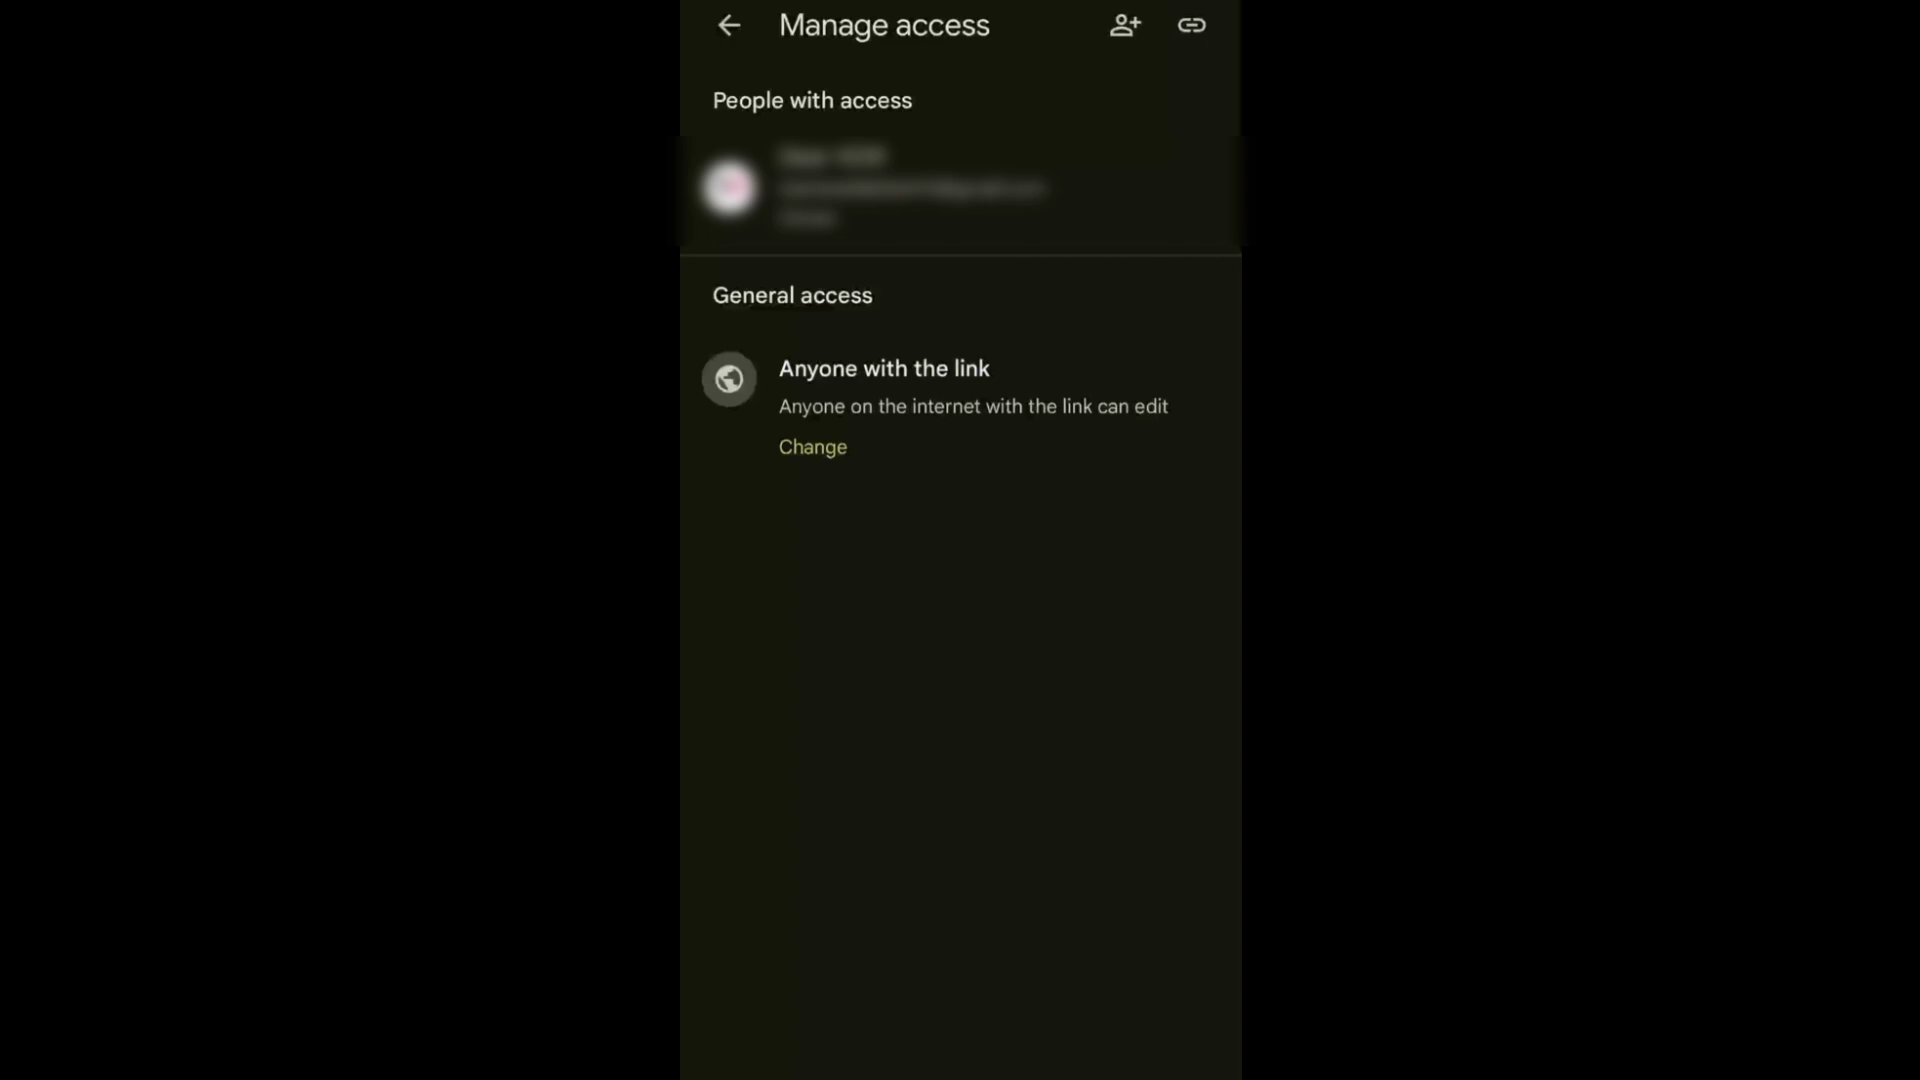 Manage access
People with access
General access
Anyone with the link
Anyone on the internet with the link can edit
Change